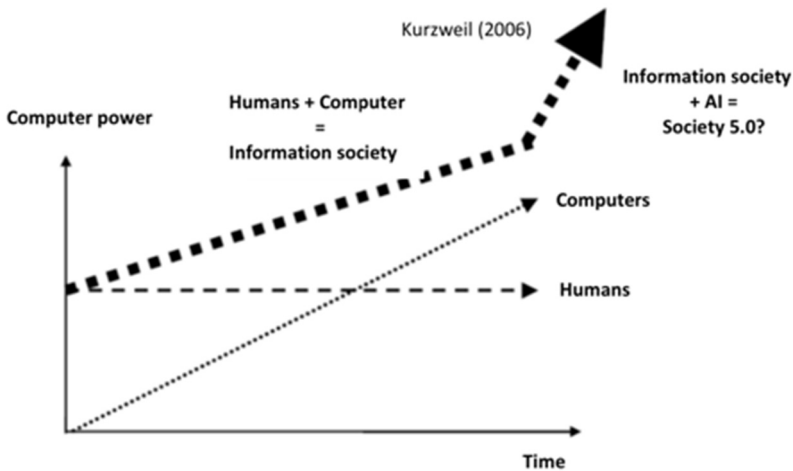 Kurzweil (2006)
Information society
+ AI =
Society 5.0?
Humans + Computer
=
Information society
Computer power
Computers
Humans
Time